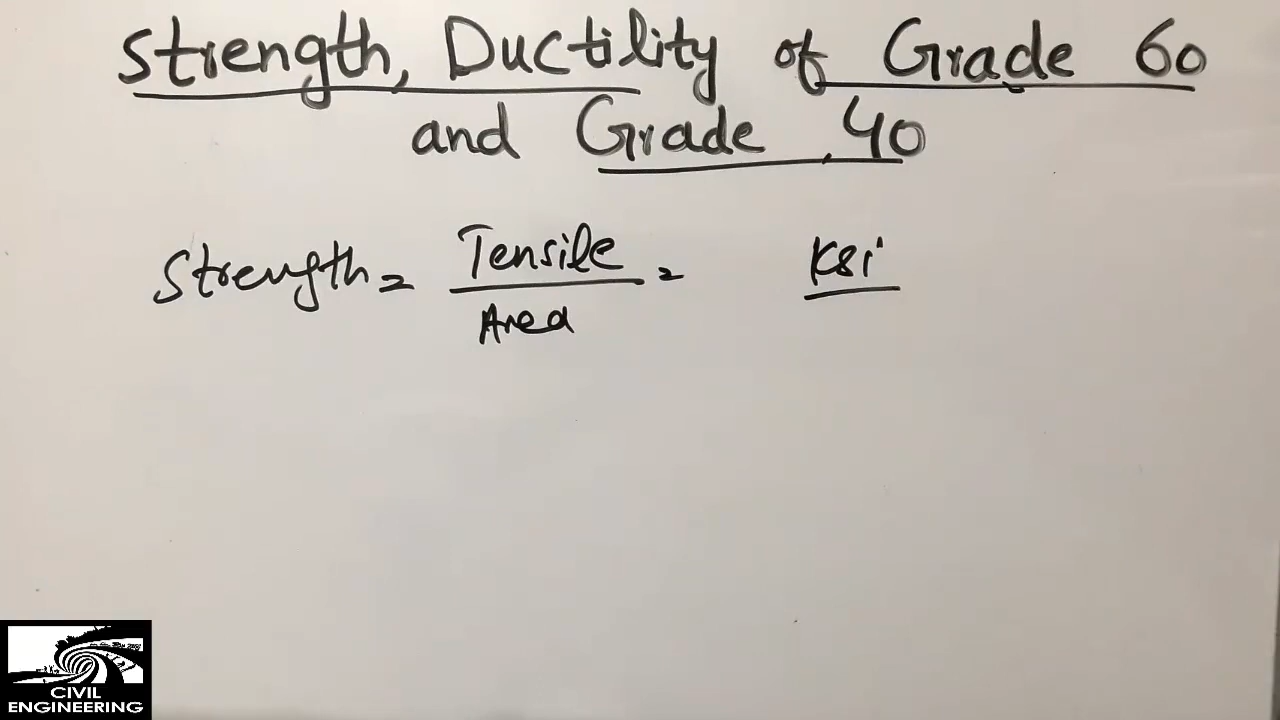 Strength, Ductility of Grade 60
and Grade 40
Strength = Tensile / Area = Ksi
CIVIL
ENGINEERING